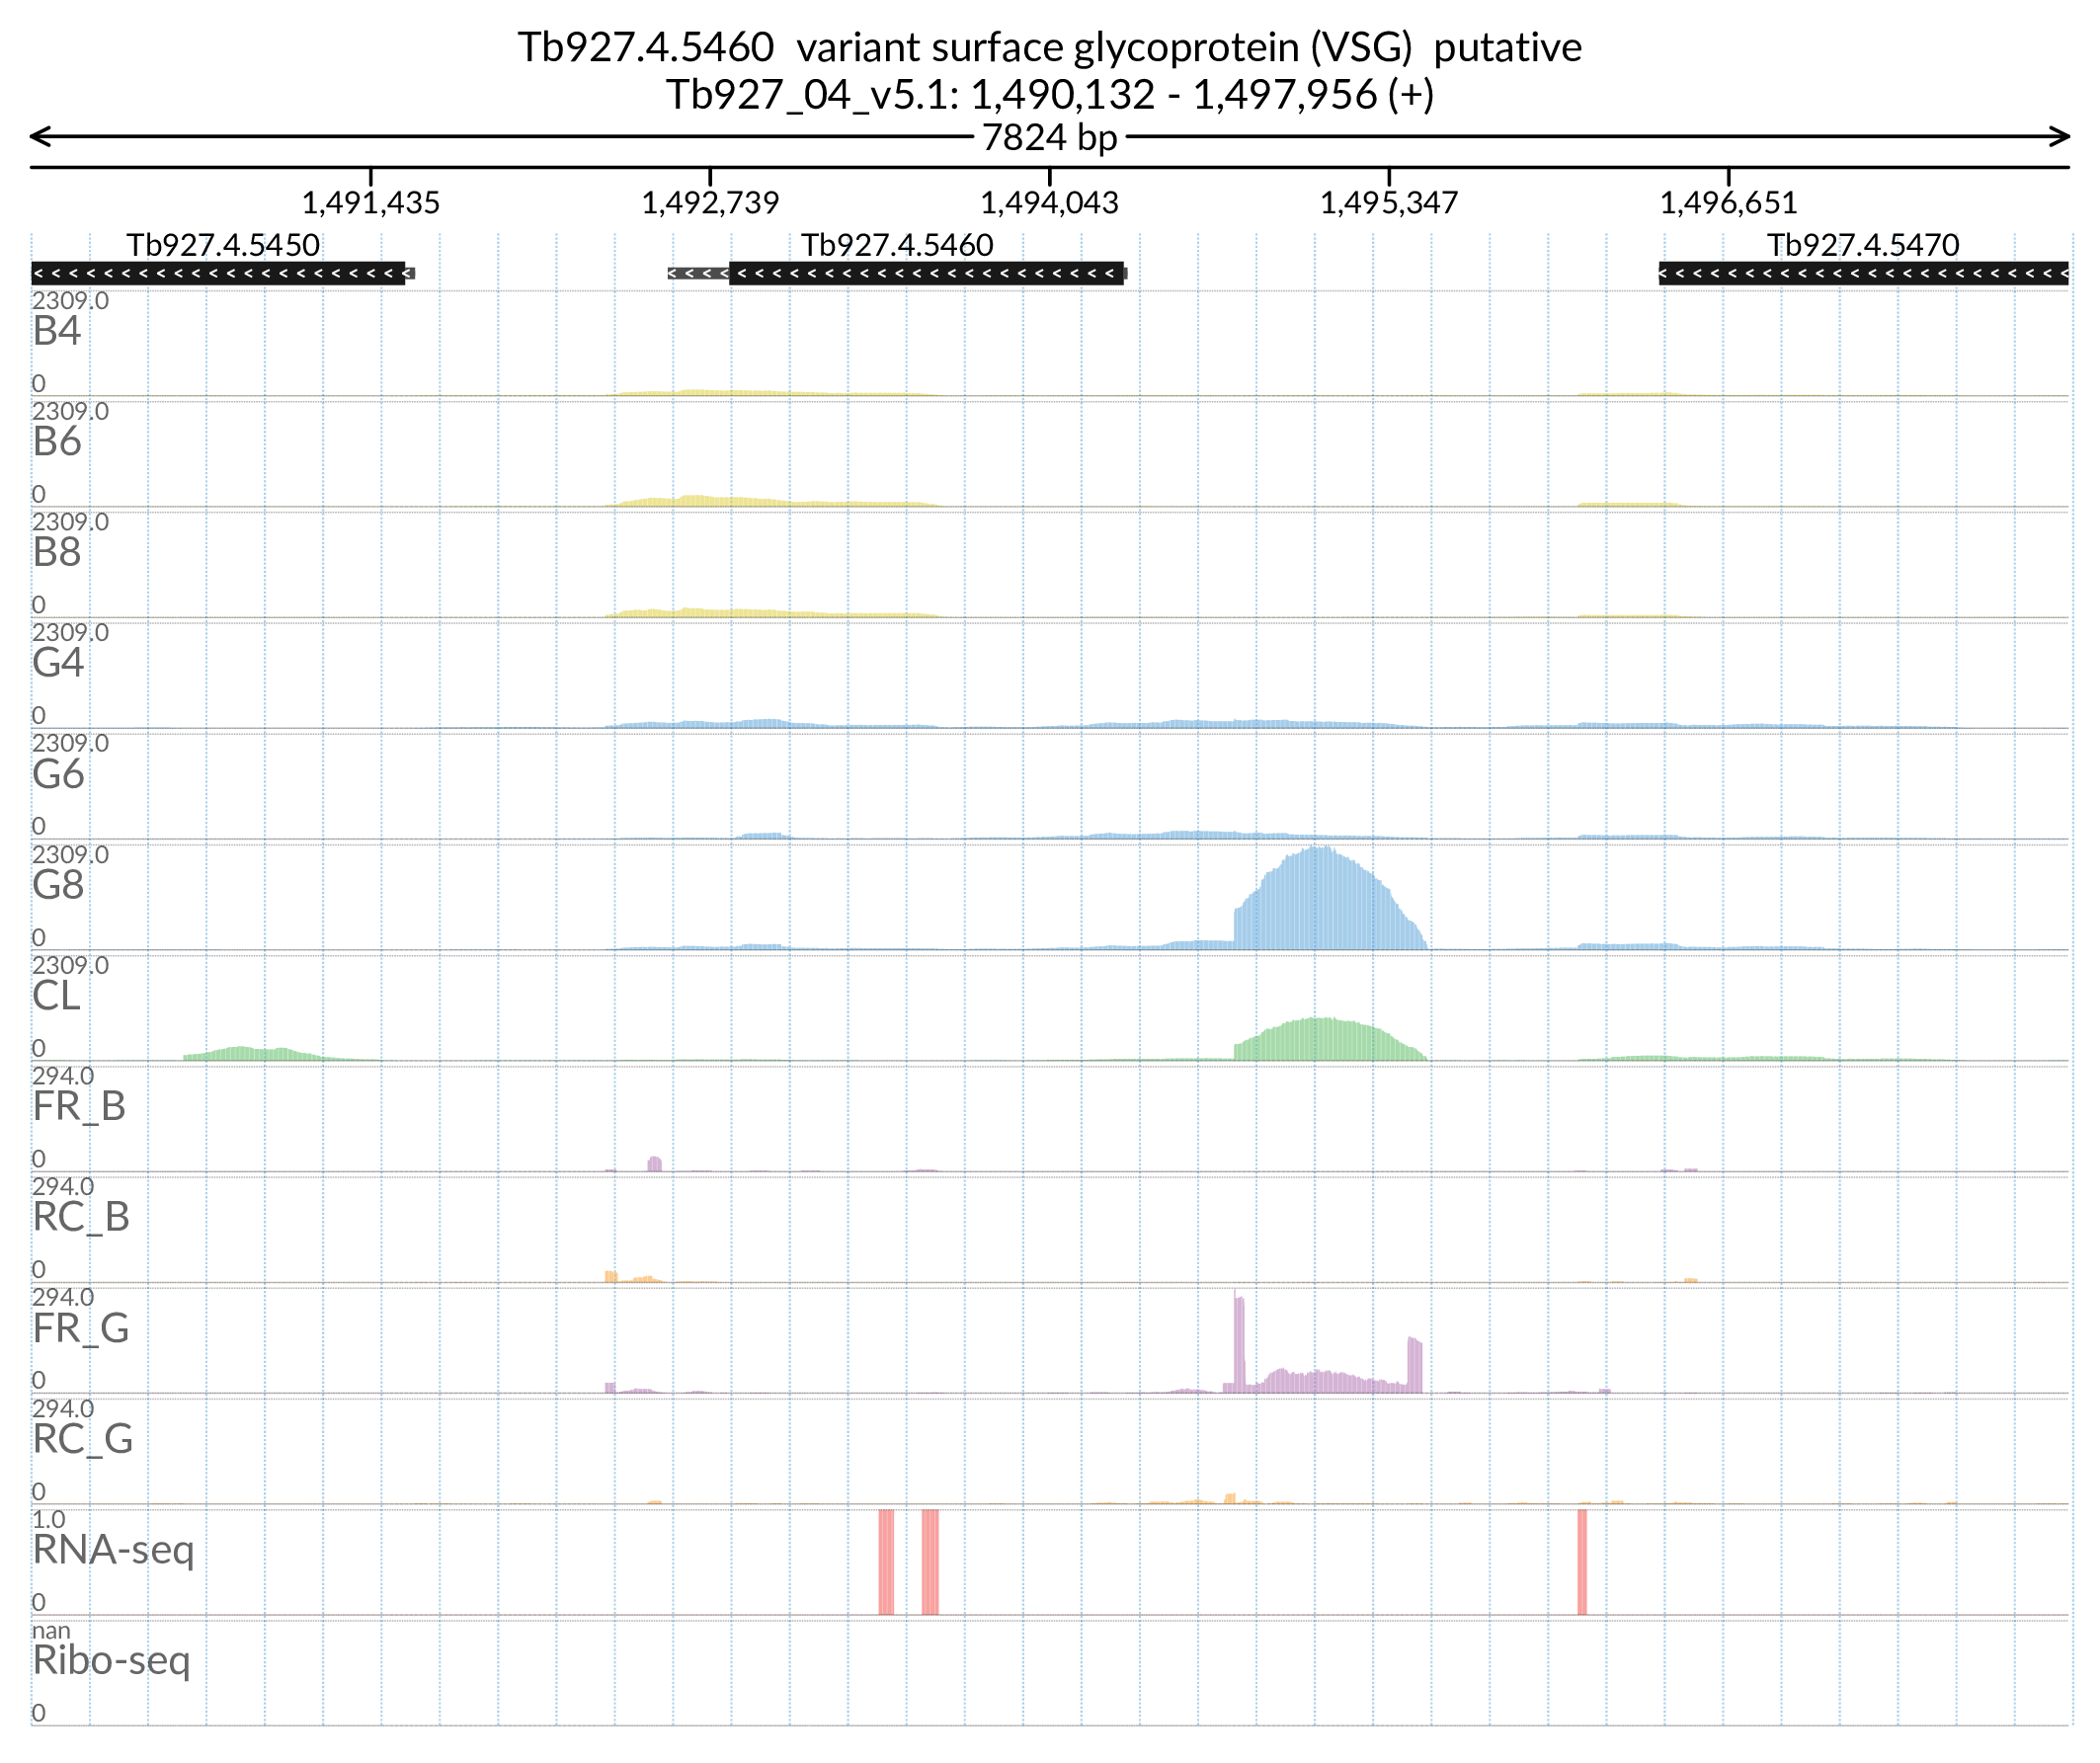 Tb927.4.5460 variant surface glycoprotein (VSG) putative
Tb927_04_v5.1: 1,490,132 - 1,497,956 (+)
7824 bp
1,491,435 1,492,739 1,494,043 1,495,347 1,496,651
Tb927.4.5450 Tb927.4.5460 Tb927.4.5470
2309.0
B4
0
2309.0
B6
0
2309.0
B8
0
2309.0
G4
0
2309.0
G6
0
2309.0
G8
0
2309.0
CL
0
294.0
FR_B
0
294.0
RC_B
0
294.0
FR_G
0
294.0
RC_G
0
1.0
RNA-seq
0
nan
Ribo-seq
0